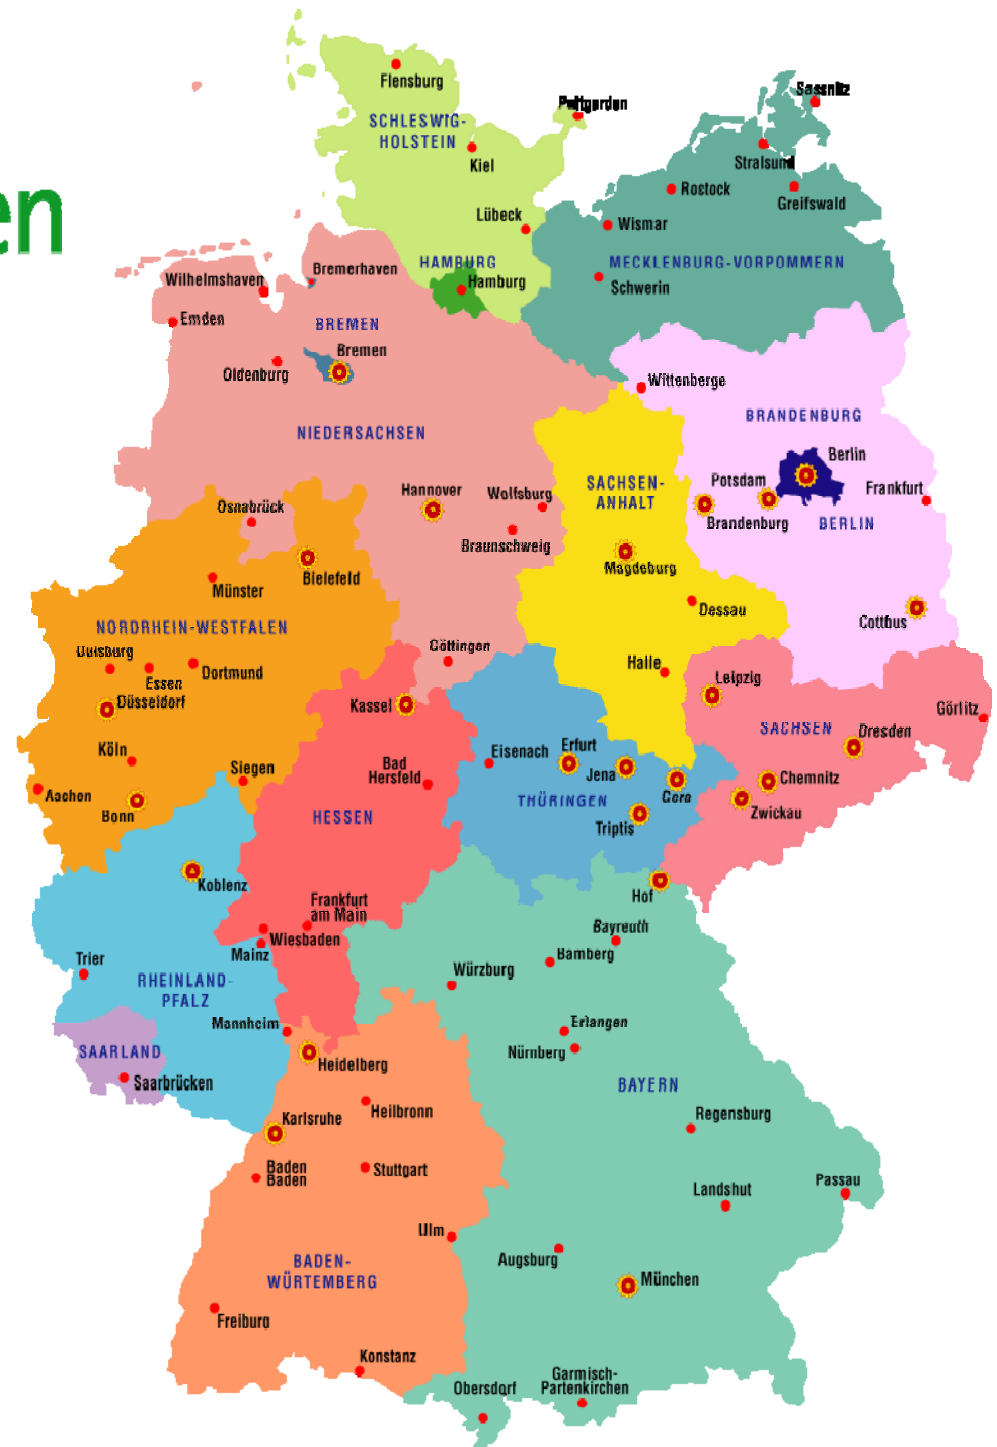 en
Flensburg
SCHLESWIG-
HOLSTEIN
Kiel
Puttgarden
Sassnitz
Stralsund
Greifswald
Rostock
Wismar
Lübeck
MECKLENBURG-VORPOMMERN
Schwerin
HAMBURG
Hamburg
Bremerhaven
Wilhelmshaven
Emden
BREMEN
Bremen
Oldenburg
Wittenberge
BRANDENBURG
NIEDERSACHSEN
Berlin
Potsdam
Frankfurt
Brandenburg
BERLIN
SACHSEN-
ANHALT
Hannover
Wolfsburg
Osnabrück
Braunschweig
Magdeburg
Bielefeld
Münster
Dessau
Cottbus
NORDRHEIN-WESTFALEN
Duisburg
Essen
Dortmund
Düsseldorf
Göttingen
Halle
Leipzig
Kassel
Görlitz
SACHSEN
Dresden
Köln
Siegen
Bad
Hersfeld
Eisenach
Erfurt
Jena
Gera
Chemnitz
Zwickau
Aachen
Bonn
HESSEN
THÜRINGEN
Triptis
Koblenz
Hof
Frankfurt
am Main
Wiesbaden
Mainz
Bayreuth
Bamberg
Würzburg
Trier
RHEINLAND-
PFALZ
Mannheim
Erlangen
Nürnberg
SAARLAND
Saarbrücken
Heidelberg
BAYERN
Heilbronn
Karlsruhe
Regensburg
Baden
Baden
Stuttgart
Landshut
Passau
Ulm
Augsburg
München
BADEN-
WÜRTEMBERG
Freiburg
Konstanz
Obersdorf
Garmisch-
Partenkirchen